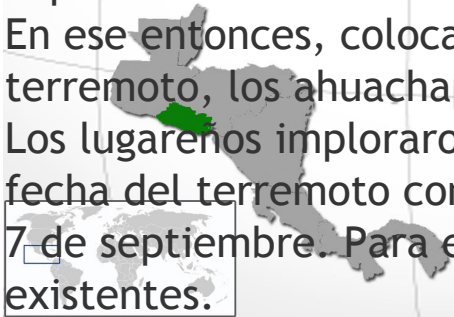 En ese entonces, coloca
terremoto, los ahuacha
Los lugareños imploraro
fecha del terremoto co
7 de septiembre. Para e
existentes.